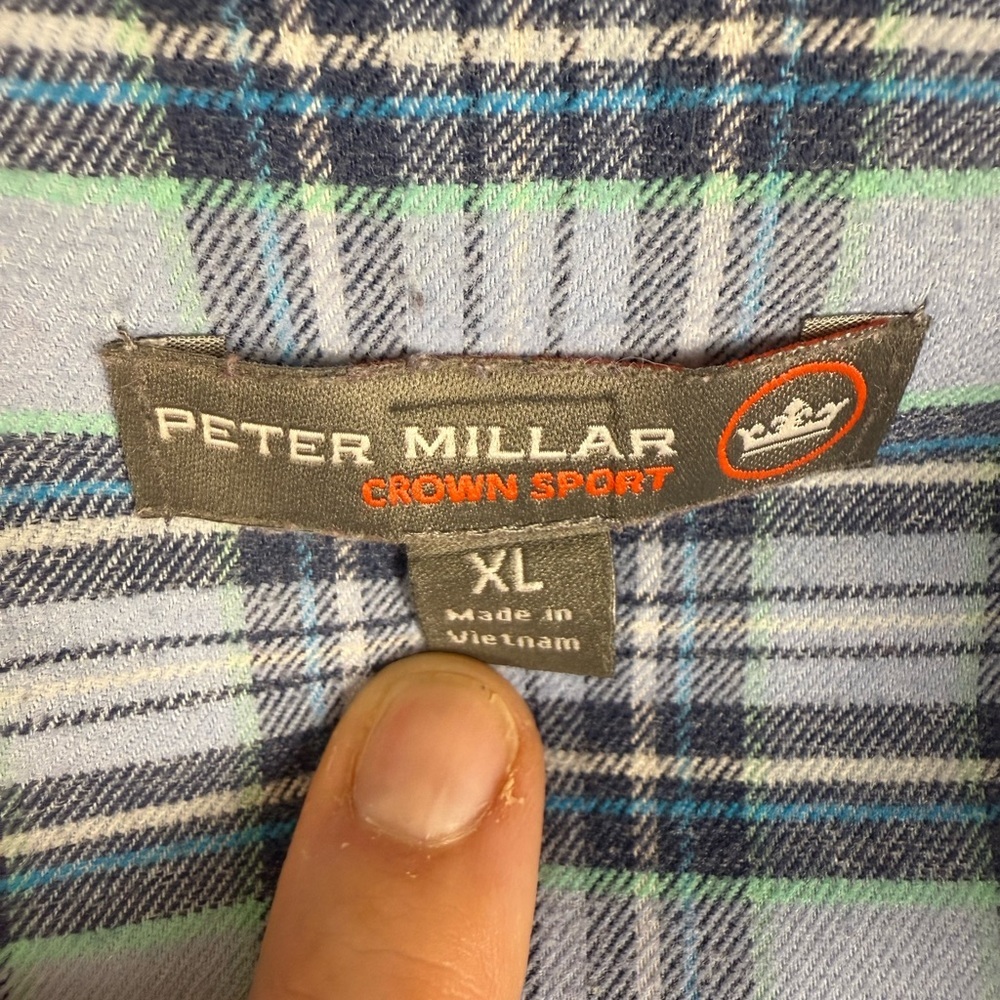 PETER MILLAR
CROWN SPORT
XL
Made in
Vietnam